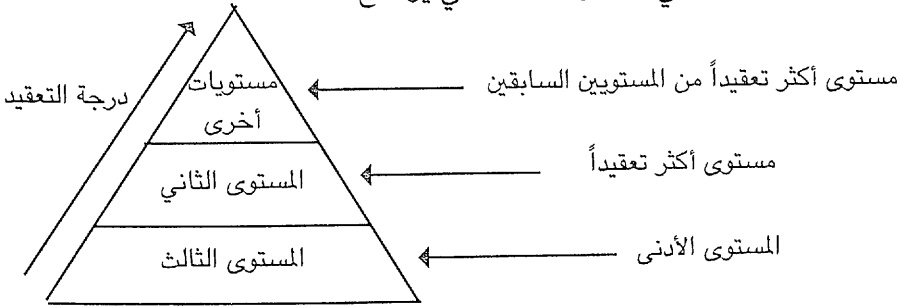 مستوى أكثر تعقيداً من المستويين السابقين
مستويات
أخرى
درجة التعقيد
مستوى أكثر تعقيداً
المستوى الثاني
المستوى الأدنى
المستوى الثالث